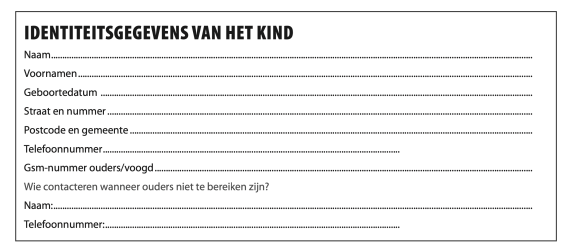 IDENTITEITSGEGEVENS VAN HET KIND
Naam
Voornamen
Geboortedatum
Straat en nummer
Postcode en gemeente
Telefoonnummer
Gsm-nummer ouders/voogd
Wie contacteren wanneer ouders niet te bereiken zijn?
Naam:
Telefoonnummer: